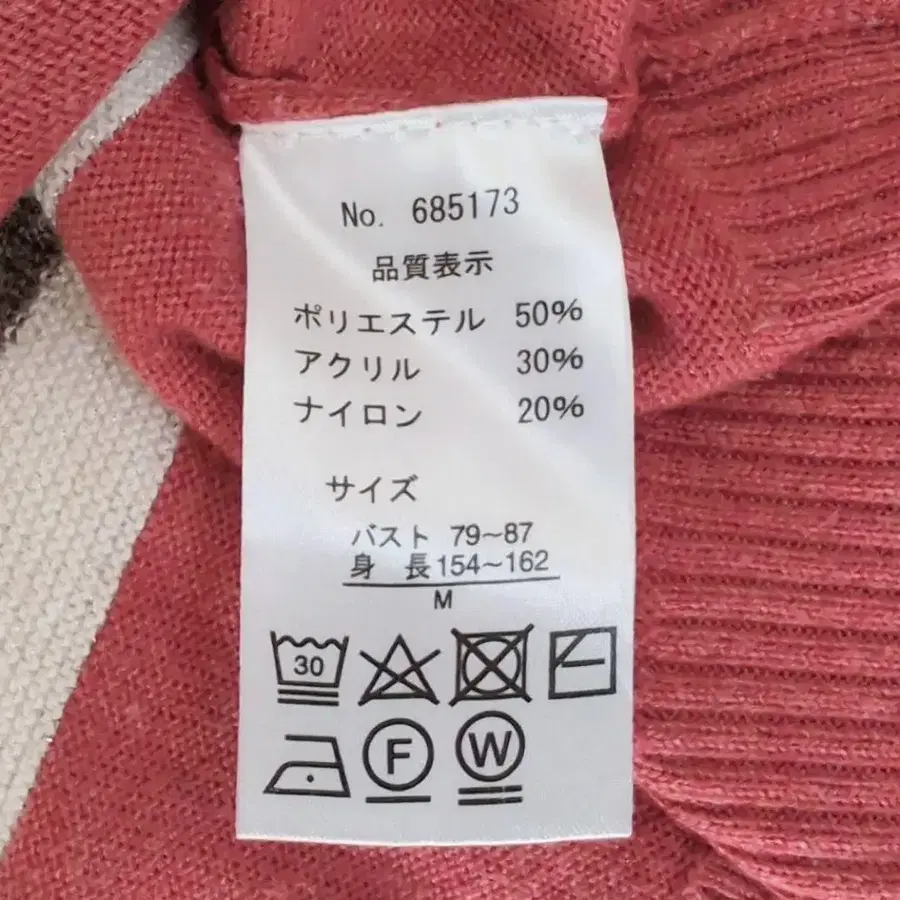 No. 685173
品質表示
ポリエステル 50%
アクリル 30%
ナイロン 20%
サイズ
バスト 79~87
身 長 154~162
M
30
F W